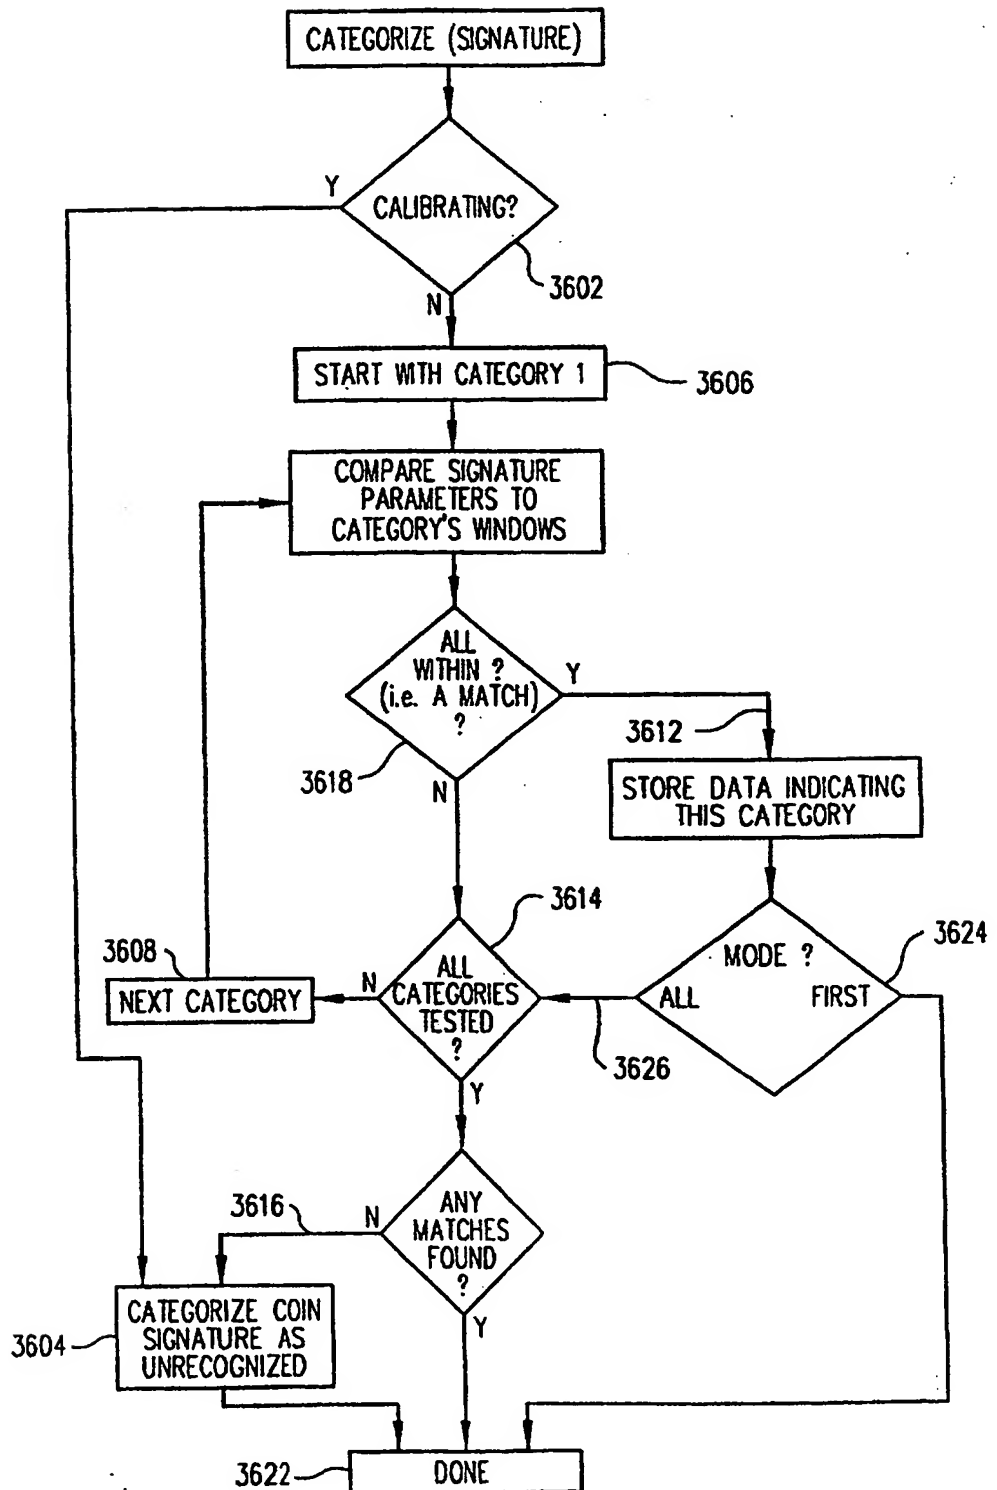 CATEGORIZE (SIGNATURE)
Y
CALIBRATING?
3602
N
START WITH CATEGORY 1
3606
COMPARE SIGNATURE
PARAMETERS TO
CATEGORY'S WINDOWS
ALL
WITHIN ?
(i.e. A MATCH)
?
Y
3612
3618
N
STORE DATA INDICATING
THIS CATEGORY
3614
3608
3624
MODE ?
ALL
FIRST
NEXT CATEGORY
N
ALL
CATEGORIES
TESTED
?
3626
Y
3616
N
ANY
MATCHES
FOUND
?
Y
CATEGORIZE COIN
SIGNATURE AS
UNRECOGNIZED
3604
3622
DONE